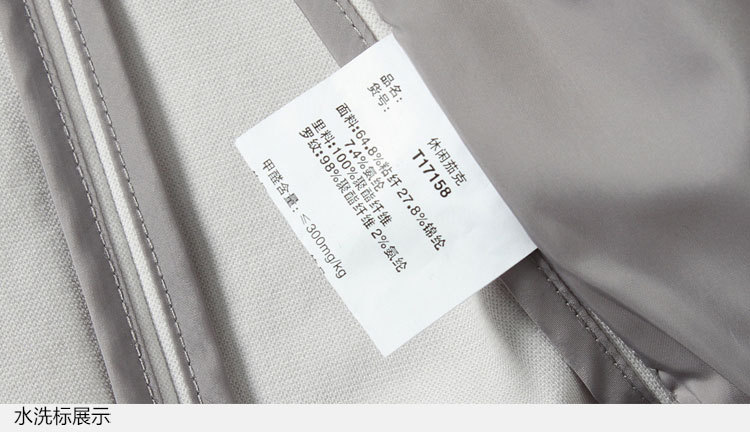 品名: 休闲茄克
货号: T17158
面料:64.8%粘纤 27.8%锦纶
7.4%氨纶
里料:100%聚酯纤维
罗纹:98%聚酯纤维 2%氨纶
甲醛含量: ≤300mg/kg
水洗标展示